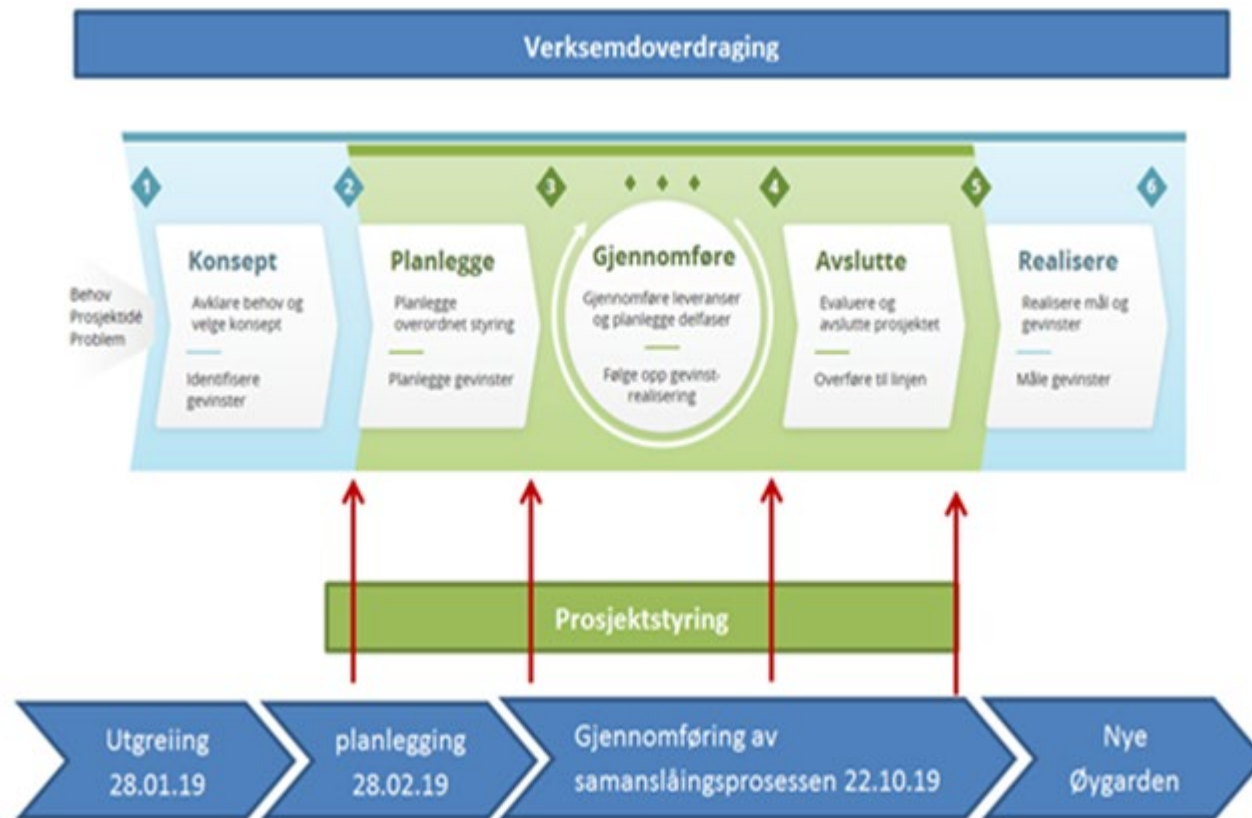 Verksemdoverdraging
1
2
3
4
5
6
Behov
Prosjektidé
Problem
Konsept
Avklare behov og
velge konsept
Identifisere
gevinster
Planlegge
Planlegge
overordnet styring
Planlegge gevinster
Gjennomføre
Gjennomføre leveranser
og planlegge delfaser
Følge opp gevinst-
realisering
Avslutte
Evaluere og
avslutte prosjektet
Overføre til linjen
Realisere
Realisere mål og
gevinster
Måle gevinster
Prosjektstyring
Utgreiing
28.01.19
planlegging
28.02.19
Gjennomføring av
samanslåingsprosessen 22.10.19
Nye
Øygarden